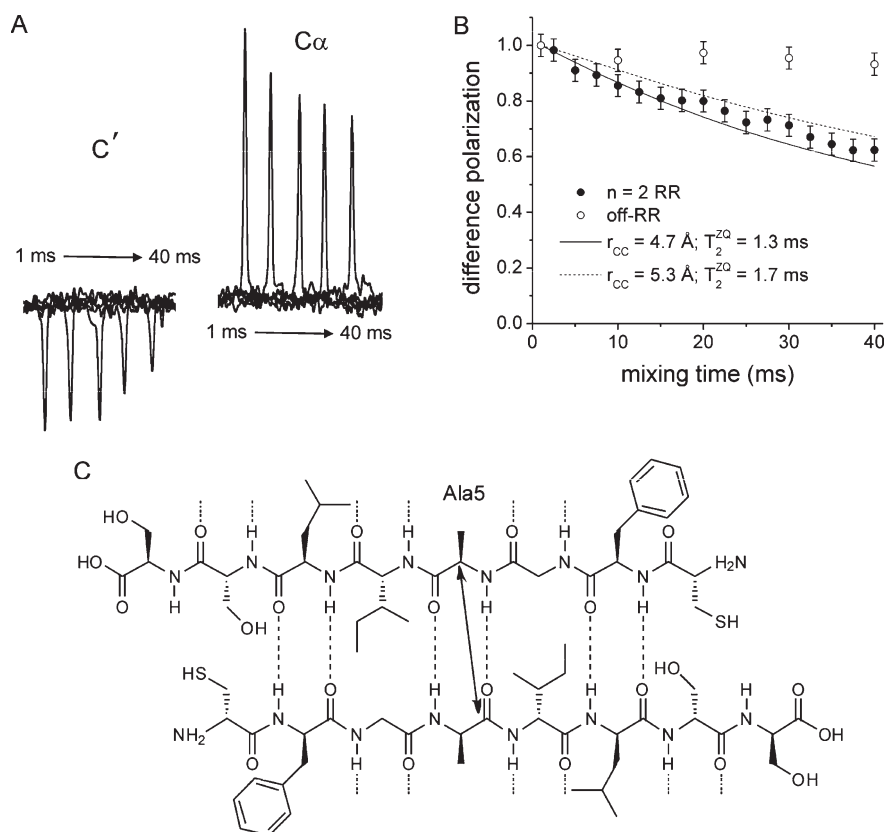 A
C′
1 ms → 40 ms
Cα
1 ms → 40 ms
B
difference polarization
1.0
0.8
0.6
0.4
0.2
0.0
n = 2 RR
off-RR
r_CC = 4.7 Å; T_2^ZQ = 1.3 ms
r_CC = 5.3 Å; T_2^ZQ = 1.7 ms
0 10 20 30 40
mixing time (ms)
C
Ala5
HO O H O H O H
HO N N N N H₂N
O H O H O H O H
OH SH
HS HO
H O H O H O H O
NH₂ O N N N N OH
H O H O H O OH